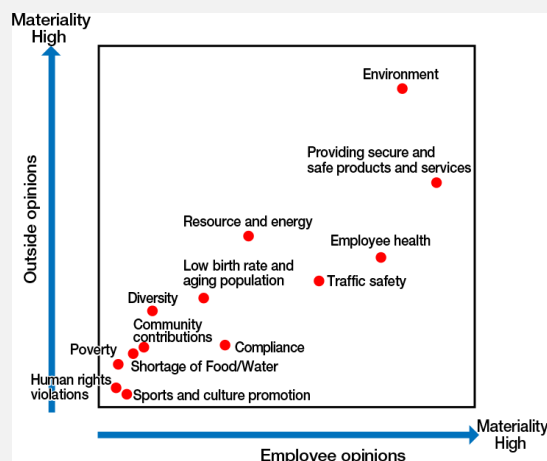 Materiality
High
Environment
Providing secure and
safe products and services
Resource and energy
Employee health
Low birth rate and
aging population
Traffic safety
Diversity
Community
contributions
Poverty
Compliance
Shortage of Food/Water
Human rights
violations
Sports and culture promotion
Outside opinions
Materiality
High
Employee opinions